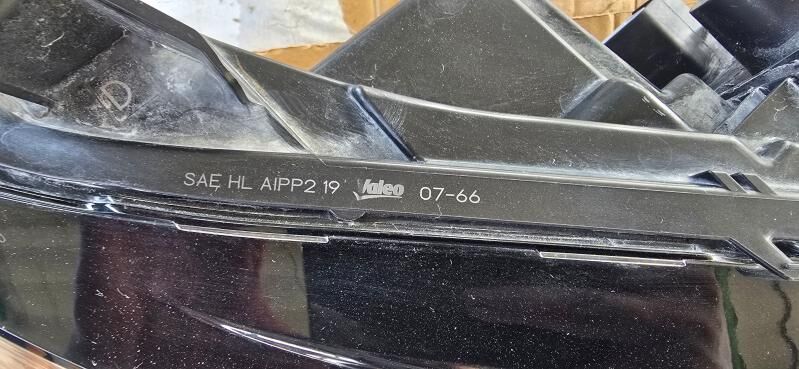 SAE HL AIPP2 19 Valeo 07-66